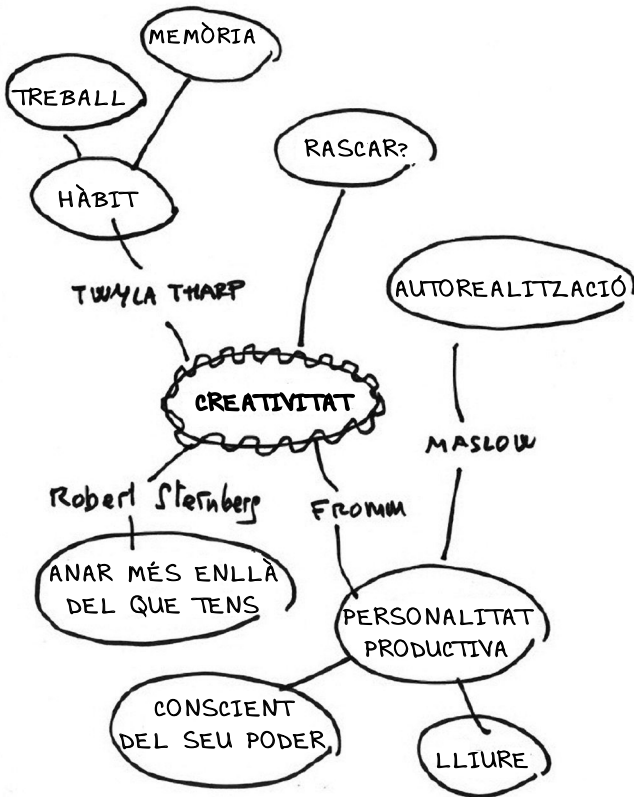 MEMÒRIA
TREBALL
RASCAR?
HÀBIT
AUTOREALITZACIÓ
TWYLA THARP
CREATIVITAT
MASLOW
Robert Sternberg
FROMM
ANAR MÉS ENLLÀ
DEL QUE TENS
PERSONALITAT
PRODUCTIVA
CONSCIENT
DEL SEU PODER
LLIURE